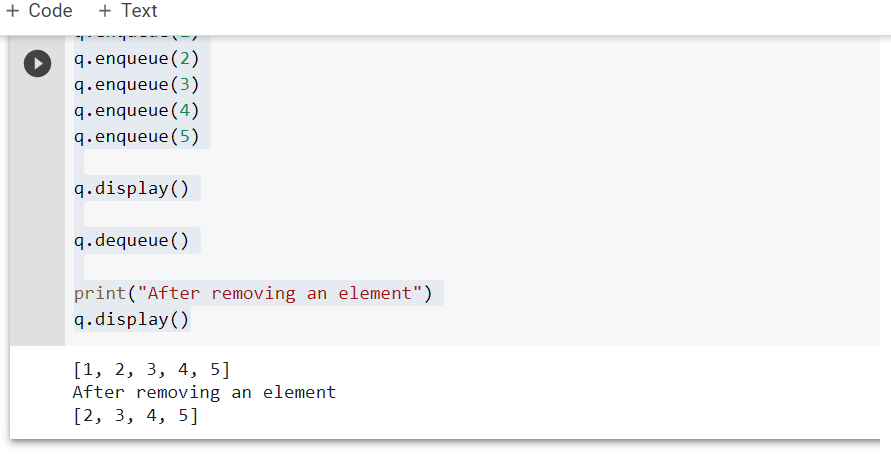 + Code + Text
q.enqueue(2)
q.enqueue(3)
q.enqueue(4)
q.enqueue(5)
q.display()
q.dequeue()
print("After removing an element")
q.display()
[1, 2, 3, 4, 5]
After removing an element
[2, 3, 4, 5]